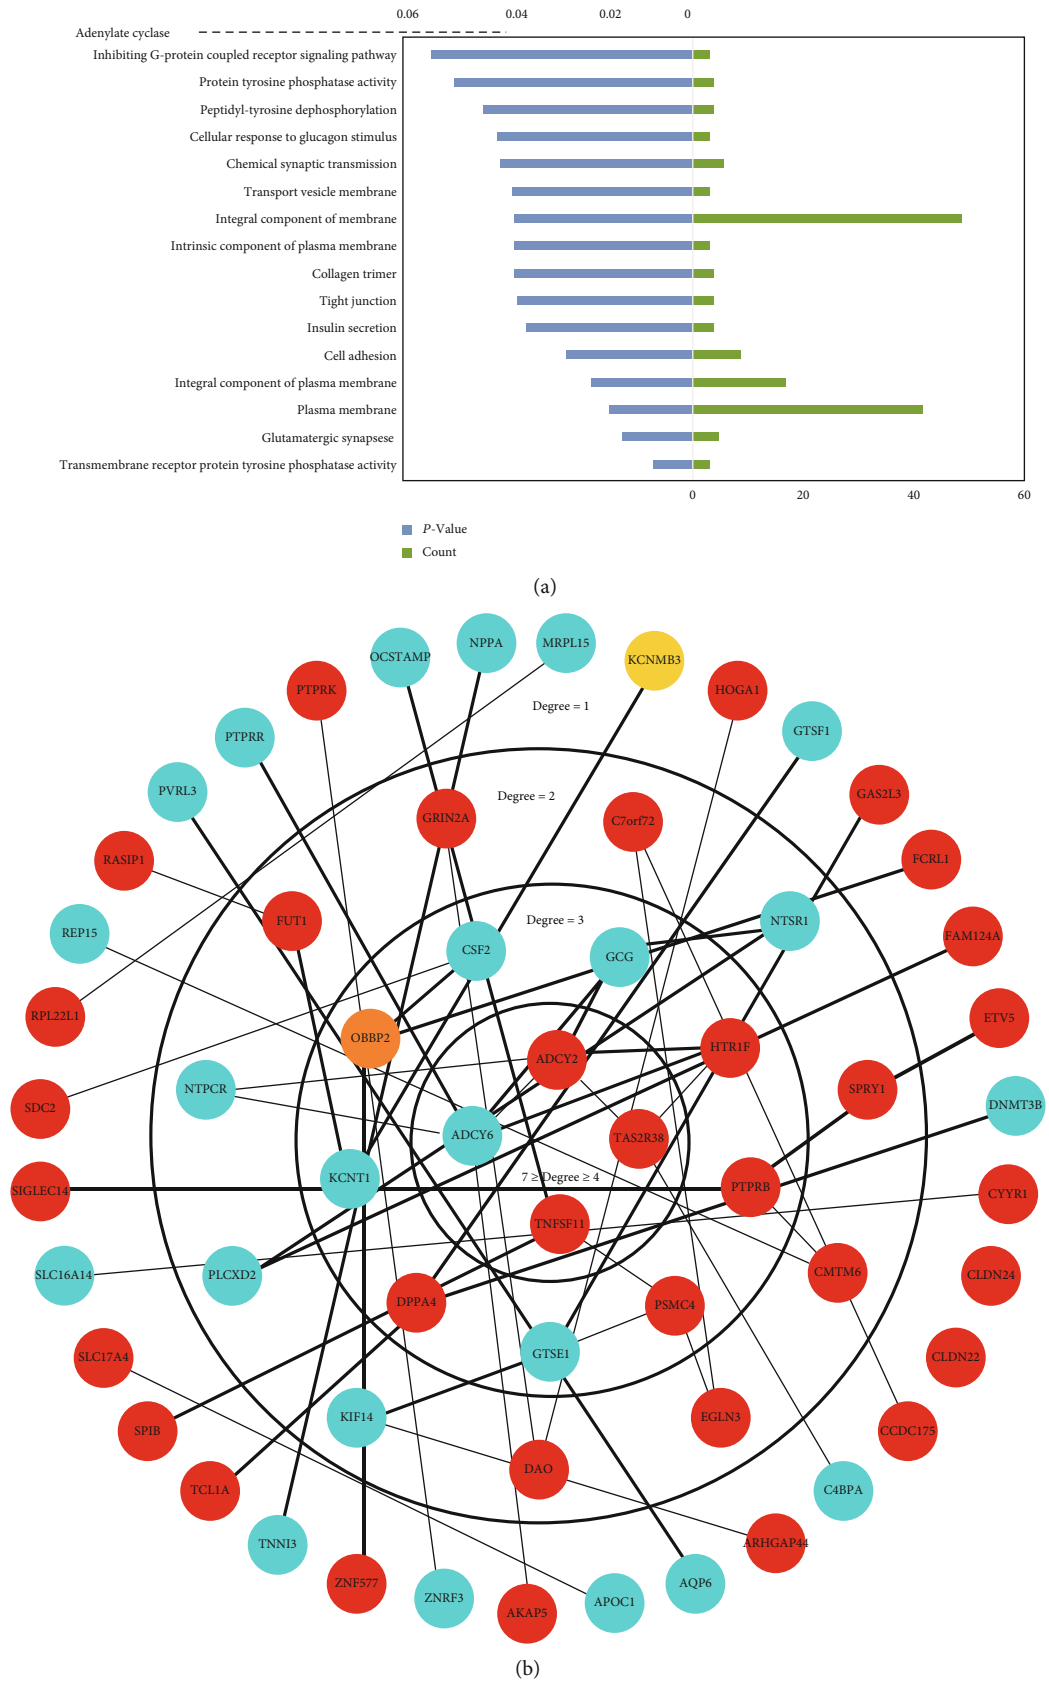 0.06 0.04 0.02 0
Adenylate cyclase
Inhibiting G-protein coupled receptor signaling pathway
Protein tyrosine phosphatase activity
Peptidyl-tyrosine dephosphorylation
Cellular response to glucagon stimulus
Chemical synaptic transmission
Transport vesicle membrane
Integral component of membrane
Intrinsic component of plasma membrane
Collagen trimer
Tight junction
Insulin secretion
Cell adhesion
Integral component of plasma membrane
Plasma membrane
Glutamatergic synapsese
Transmembrane receptor protein tyrosine phosphatase activity
0 20 40 60
P-Value
Count
(a)
NPPA
MRPL15
OCSTAMP
KCNMB3
PTPRK
HOGA1
Degree = 1
GTSF1
PTPRR
PVRL3
GAS2L3
Degree = 2
GRIN2A
C7orf72
RASIP1
FCRL1
FUT1
Degree = 3
NTSR1
REP15
FAM124A
CSF2
GCG
RPL22L1
ETV5
OBBP2
HTR1F
ADCY2
NTPCR
SPRY1
SDC2
DNMT3B
ADCY6
TAS2R38
KCNT1
7 ≥ Degree ≥ 4
PTPRB
SIGLEC14
CYYR1
TNFSF11
SLC16A14
PLCXD2
CMTM6
CLDN24
DPPA4
PSMC4
GTSE1
SLC17A4
CLDN22
KIF14
EGLN3
SPIB
CCDC175
DAO
TCL1A
C4BPA
TNNI3
ARHGAP44
ZNF577
AQP6
ZNRF3
APOC1
AKAP5
(b)